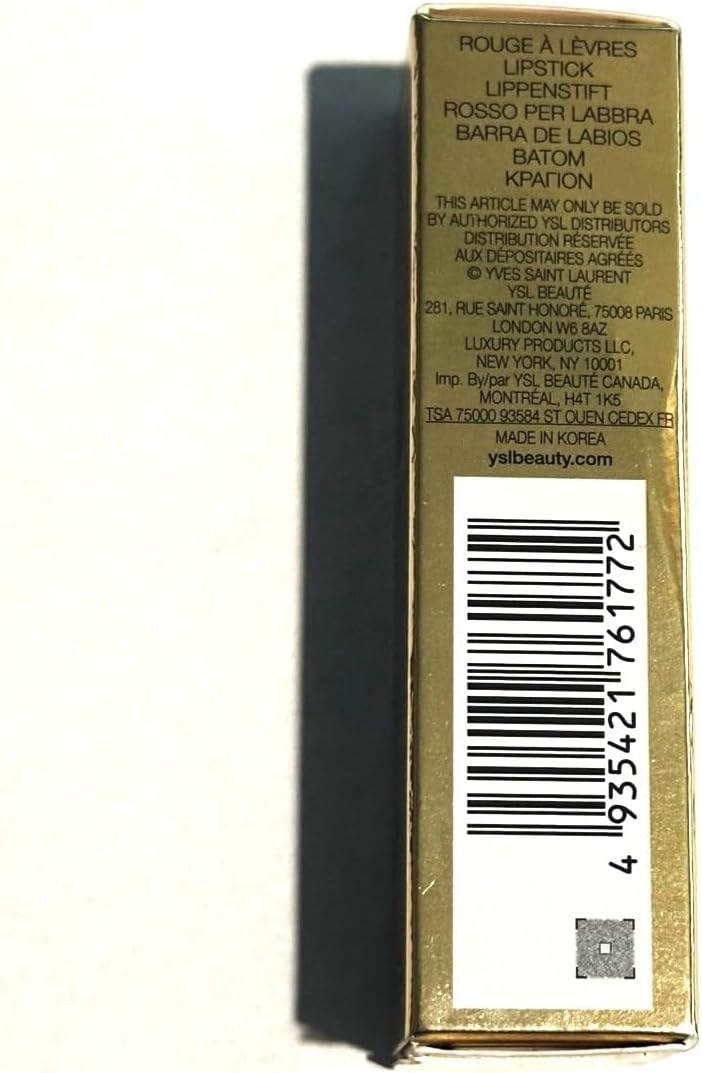 ROUGE À LÈVRES
LIPSTICK
LIPPENSTIFT
ROSSO PER LABBRA
BARRA DE LABIOS
BATOM
ΚΡΑΓΙΟΝ
THIS ARTICLE MAY ONLY BE SOLD
BY AUTHORIZED YSL DISTRIBUTORS
DISTRIBUTION RÉSERVÉE
AUX DÉPOSITAIRES AGRÉÉS
© YVES SAINT LAURENT
YSL BEAUTÉ
281, RUE SAINT HONORÉ, 75008 PARIS
LONDON W6 8AZ
LUXURY PRODUCTS LLC,
NEW YORK, NY 10001
Imp. By/par YSL BEAUTÉ CANADA,
MONTRÉAL, H4T 1K5
TSA 75000 93584 ST OUEN CEDEX FR
MADE IN KOREA
yslbeauty.com
4 935421 761772